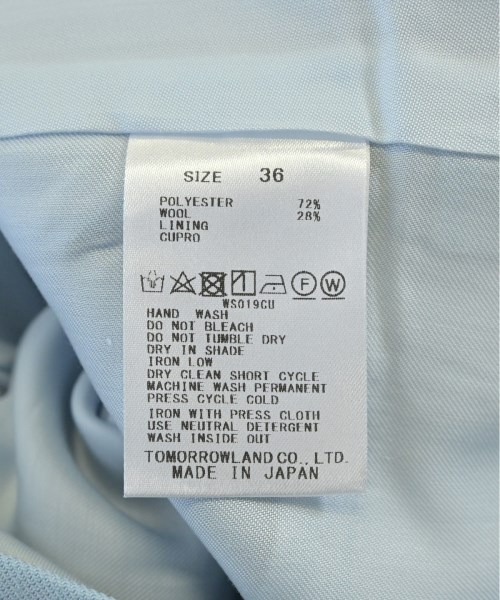 SIZE 36
POLYESTER 72%
WOOL 28%
LINING
CUPRO
F W
WS019CU
HAND WASH
DO NOT BLEACH
DO NOT TUMBLE DRY
DRY IN SHADE
IRON LOW
DRY CLEAN SHORT CYCLE
MACHINE WASH PERMANENT
PRESS CYCLE COLD
IRON WITH PRESS CLOTH
USE NEUTRAL DETERGENT
WASH INSIDE OUT
TOMORROWLAND CO., LTD.
MADE IN JAPAN